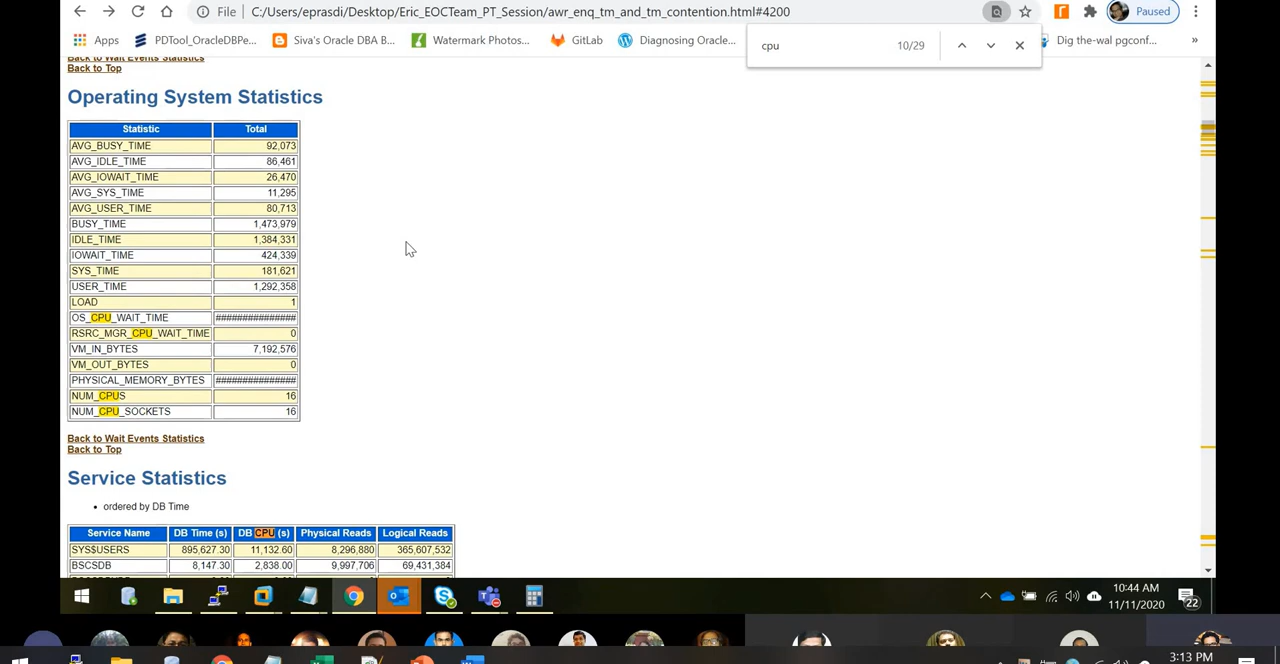 File | C:/Users/eprasdi/Desktop/Eric_EOCTeam_PT_Session/awr_enq_tm_and_tm_contention.html#4200 Paused
Apps PDTool_OracleDBPe... Siva's Oracle DBA B... Watermark Photos... GitLab Diagnosing Oracle... cpu 10/29 Dig the-wal pgconf... »
Back to Wait Events Statistics
Back to Top
Operating System Statistics
Statistic Total
AVG_BUSY_TIME 92,073
AVG_IDLE_TIME 86,461
AVG_IOWAIT_TIME 26,470
AVG_SYS_TIME 11,295
AVG_USER_TIME 80,713
BUSY_TIME 1,473,979
IDLE_TIME 1,384,331
IOWAIT_TIME 424,339
SYS_TIME 181,621
USER_TIME 1,292,358
LOAD 1
OS_CPU_WAIT_TIME ###############
RSRC_MGR_CPU_WAIT_TIME 0
VM_IN_BYTES 7,192,576
VM_OUT_BYTES 0
PHYSICAL_MEMORY_BYTES ###############
NUM_CPUS 16
NUM_CPU_SOCKETS 16
Back to Wait Events Statistics
Back to Top
Service Statistics
• ordered by DB Time
Service Name DB Time (s) DB CPU (s) Physical Reads Logical Reads
SYS$USERS 895,627.30 11,132.60 8,296,880 365,607,532
BSCSDB 8,147.30 2,838.00 9,997,706 69,431,384
10:44 AM
11/11/2020
22
3:13 PM